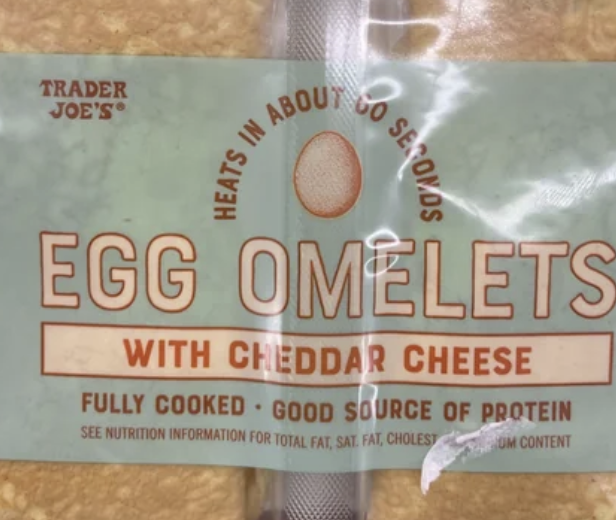 TRADER
JOE'S®
HEATS IN ABOUT 60 SECONDS
EGG OMELETS
WITH CHEDDAR CHEESE
FULLY COOKED · GOOD SOURCE OF PROTEIN
SEE NUTRITION INFORMATION FOR TOTAL FAT, SAT. FAT, CONTENT